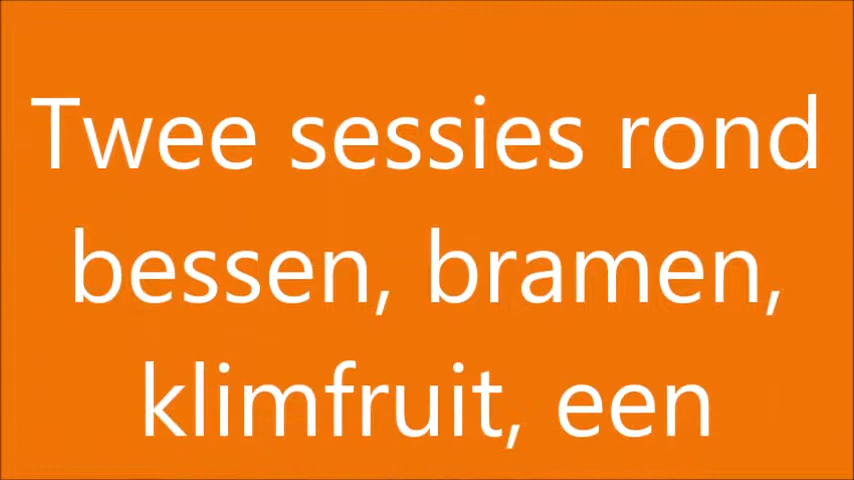 Twee sessies rond
bessen, bramen,
klimfruit, een